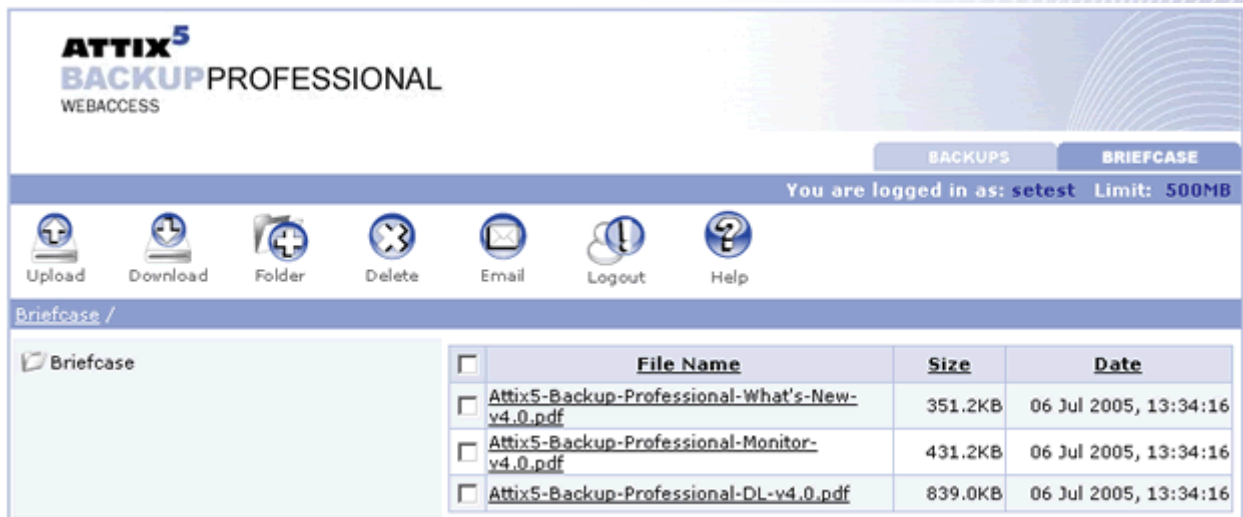 ATTIX5
BACKUPPROFESSIONAL
WEBACCESS
BACKUPS BRIEFCASE
You are logged in as: setest Limit: 500MB
Upload Download Folder Delete Email Logout Help
Briefcase /
Briefcase
File Name Size Date
Attix5-Backup-Professional-What's-New-
v4.0.pdf 351.2KB 06 Jul 2005, 13:34:16
Attix5-Backup-Professional-Monitor-
v4.0.pdf 431.2KB 06 Jul 2005, 13:34:16
Attix5-Backup-Professional-DL-v4.0.pdf 839.0KB 06 Jul 2005, 13:34:16